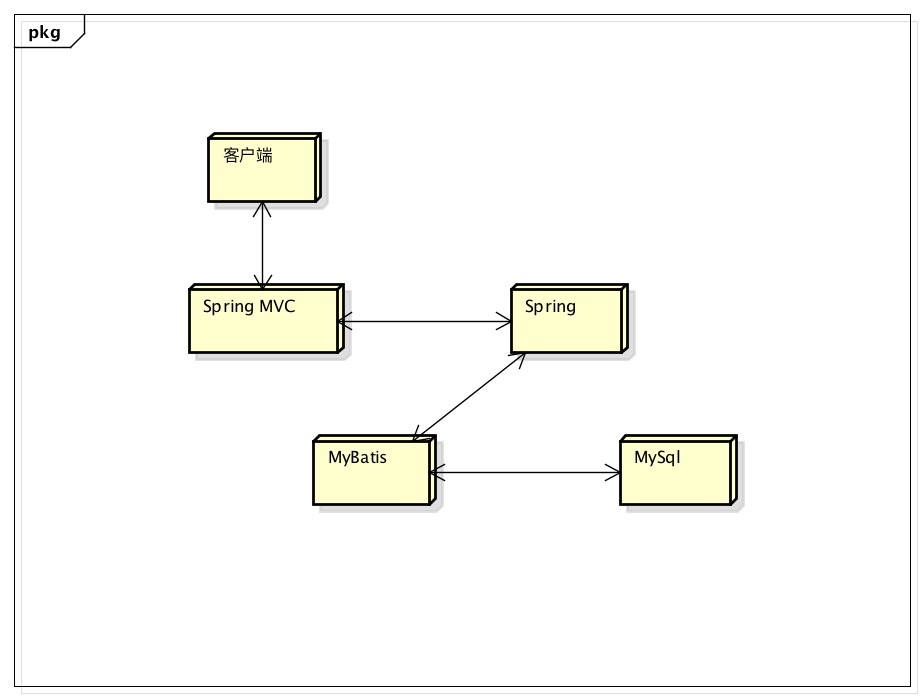 pkg
客户端
Spring MVC
Spring
MyBatis
MySql